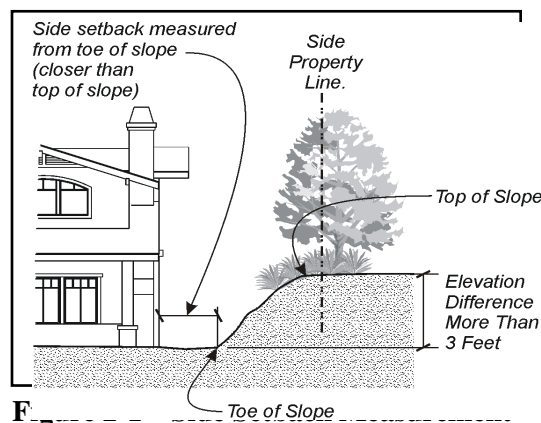 Side setback measured
from toe of slope
(closer than
top of slope)
Side
Property
Line.
Top of Slope
Elevation
Difference
More Than
3 Feet
Toe of Slope